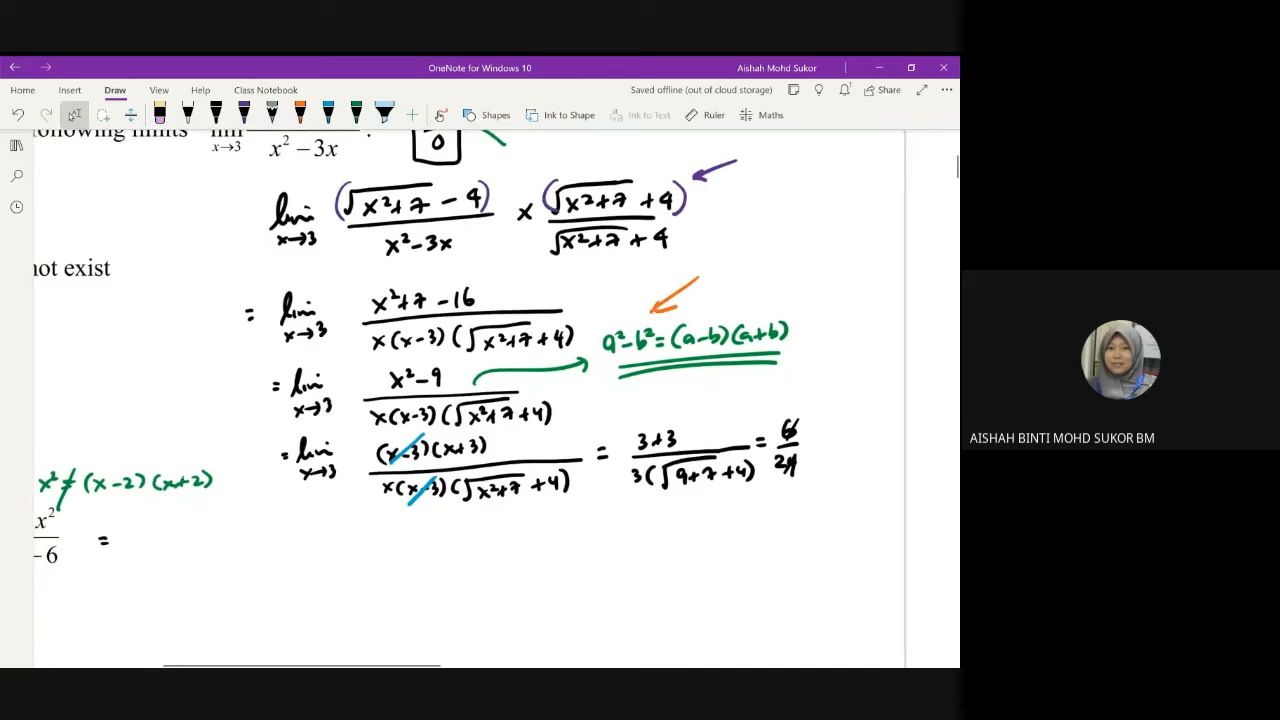 OneNote for Windows 10
Aishah Mohd Sukor
Home Insert Draw View Help Class Notebook
Saved offline (out of cloud storage) Share
Shapes Ink to Shape Ink to Text Ruler Maths
following limits lim x→3 x² − 3x .
0
lim x→3 (√x²+7 − 4) / x²−3x × (√x²+7 + 4) / √x²+7 + 4
not exist
= lim x→3 x²+7−16 / x(x−3)(√x²+7+4)
a²−b²=(a−b)(a+b)
= lim x→3 x²−9 / x(x−3)(√x²+7+4)
= lim x→3 (x−3)(x+3) / x(x−3)(√x²+7+4) = 3+3 / 3(√9+7+4) = 6 / 24
AISHAH BINTI MOHD SUKOR BM
x² ≠ (x−2)(x+2)
x² / −6 =